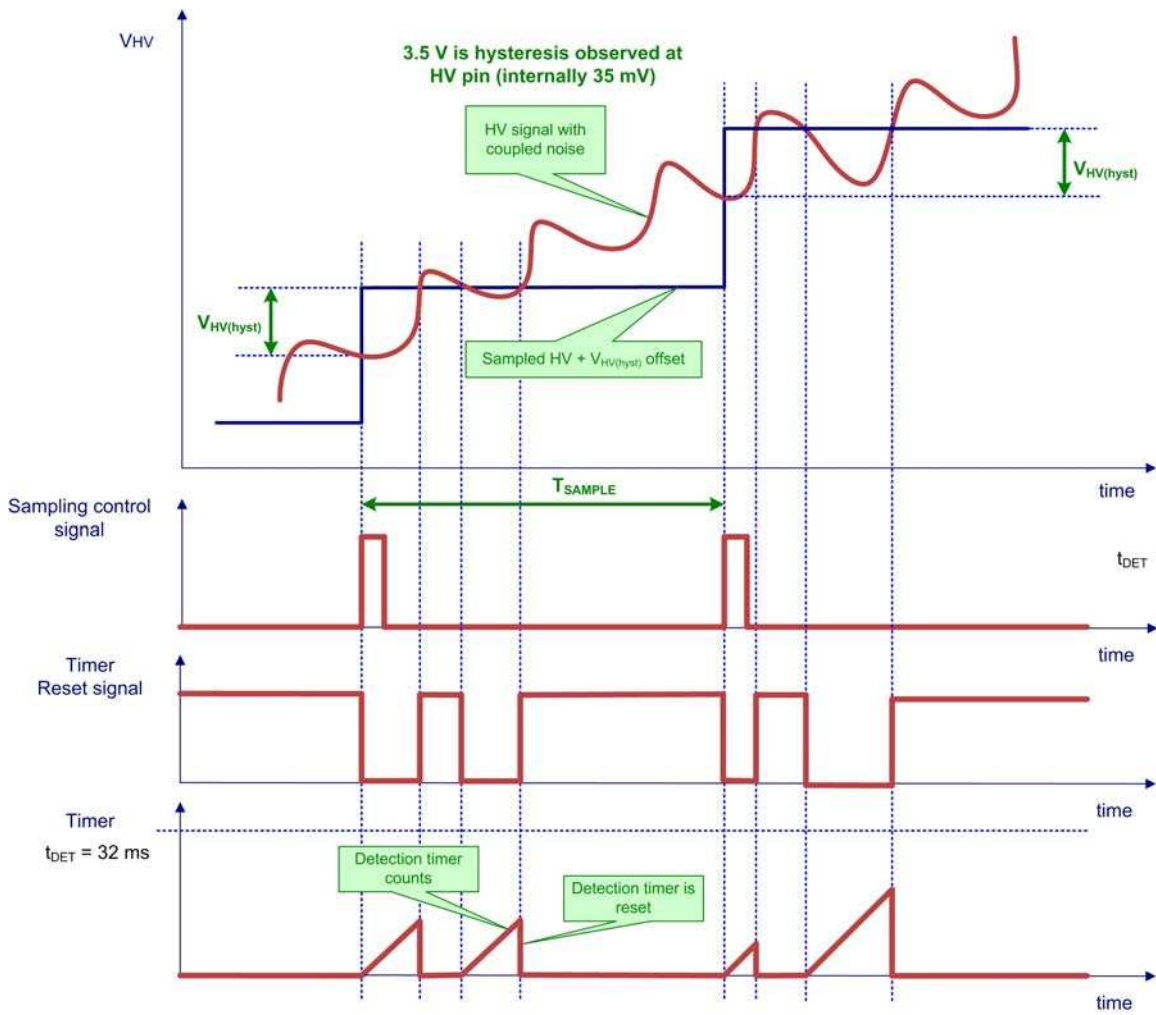 VHV
3.5 V is hysteresis observed at
HV pin (internally 35 mV)
HV signal with
coupled noise
VHV(hyst)
VHV(hyst)
Sampled HV + VHV(hyst) offset
time
TSAMPLE
Sampling control
signal
tDET
time
Timer
Reset signal
time
Timer
tDET = 32 ms
Detection timer
counts
Detection timer is
reset
time